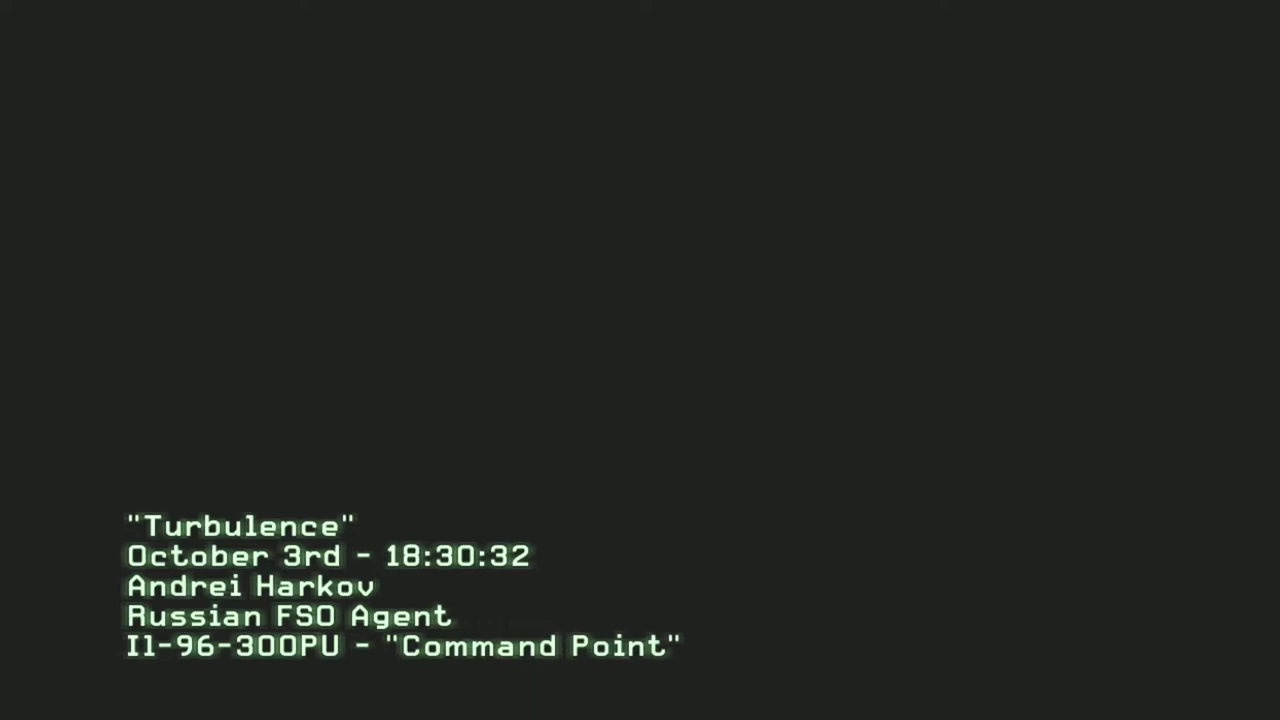 "Turbulence"
October 3rd - 18:30:32
Andrei Harkov
Russian FSO Agent
Il-96-300PU - "Command Point"